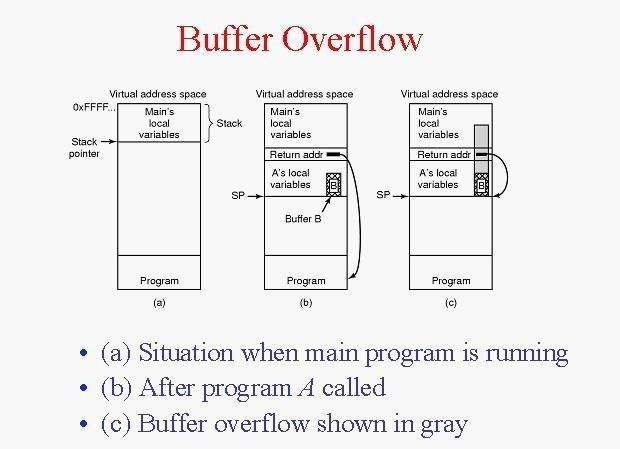 Buffer Overflow
Virtual address space
0xFFFF...
Main's
local
variables
Stack
Stack
pointer
Program
(a)
Virtual address space
Main's
local
variables
Return addr
A's local
variables
B
SP
Buffer B
Program
(b)
Virtual address space
Main's
local
variables
Return addr
A's local
variables
B
SP
Program
(c)
• (a) Situation when main program is running
• (b) After program A called
• (c) Buffer overflow shown in gray